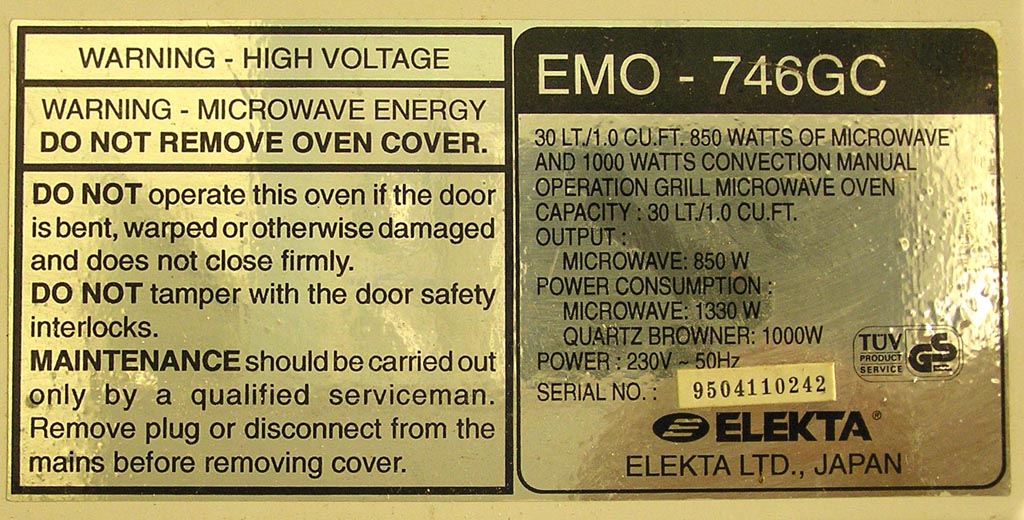 WARNING - HIGH VOLTAGE
WARNING - MICROWAVE ENERGY
DO NOT REMOVE OVEN COVER.
DO NOT operate this oven if the door
is bent, warped or otherwise damaged
and does not close firmly.
DO NOT tamper with the door safety
interlocks.
MAINTENANCE should be carried out
only by a qualified serviceman.
Remove plug or disconnect from the
mains before removing cover.
EMO - 746GC
30 LT./1.0 CU.FT. 850 WATTS OF MICROWAVE
AND 1000 WATTS CONVECTION MANUAL
OPERATION GRILL MICROWAVE OVEN
CAPACITY : 30 LT./1.0 CU.FT.
OUTPUT :
MICROWAVE: 850 W
POWER CONSUMPTION :
MICROWAVE: 1330 W
QUARTZ BROWNER: 1000W
POWER : 230V ~ 50Hz
SERIAL NO. : 9504110242
TÜV
PRODUCT
SERVICE
GS
ELEKTA®
ELEKTA LTD., JAPAN